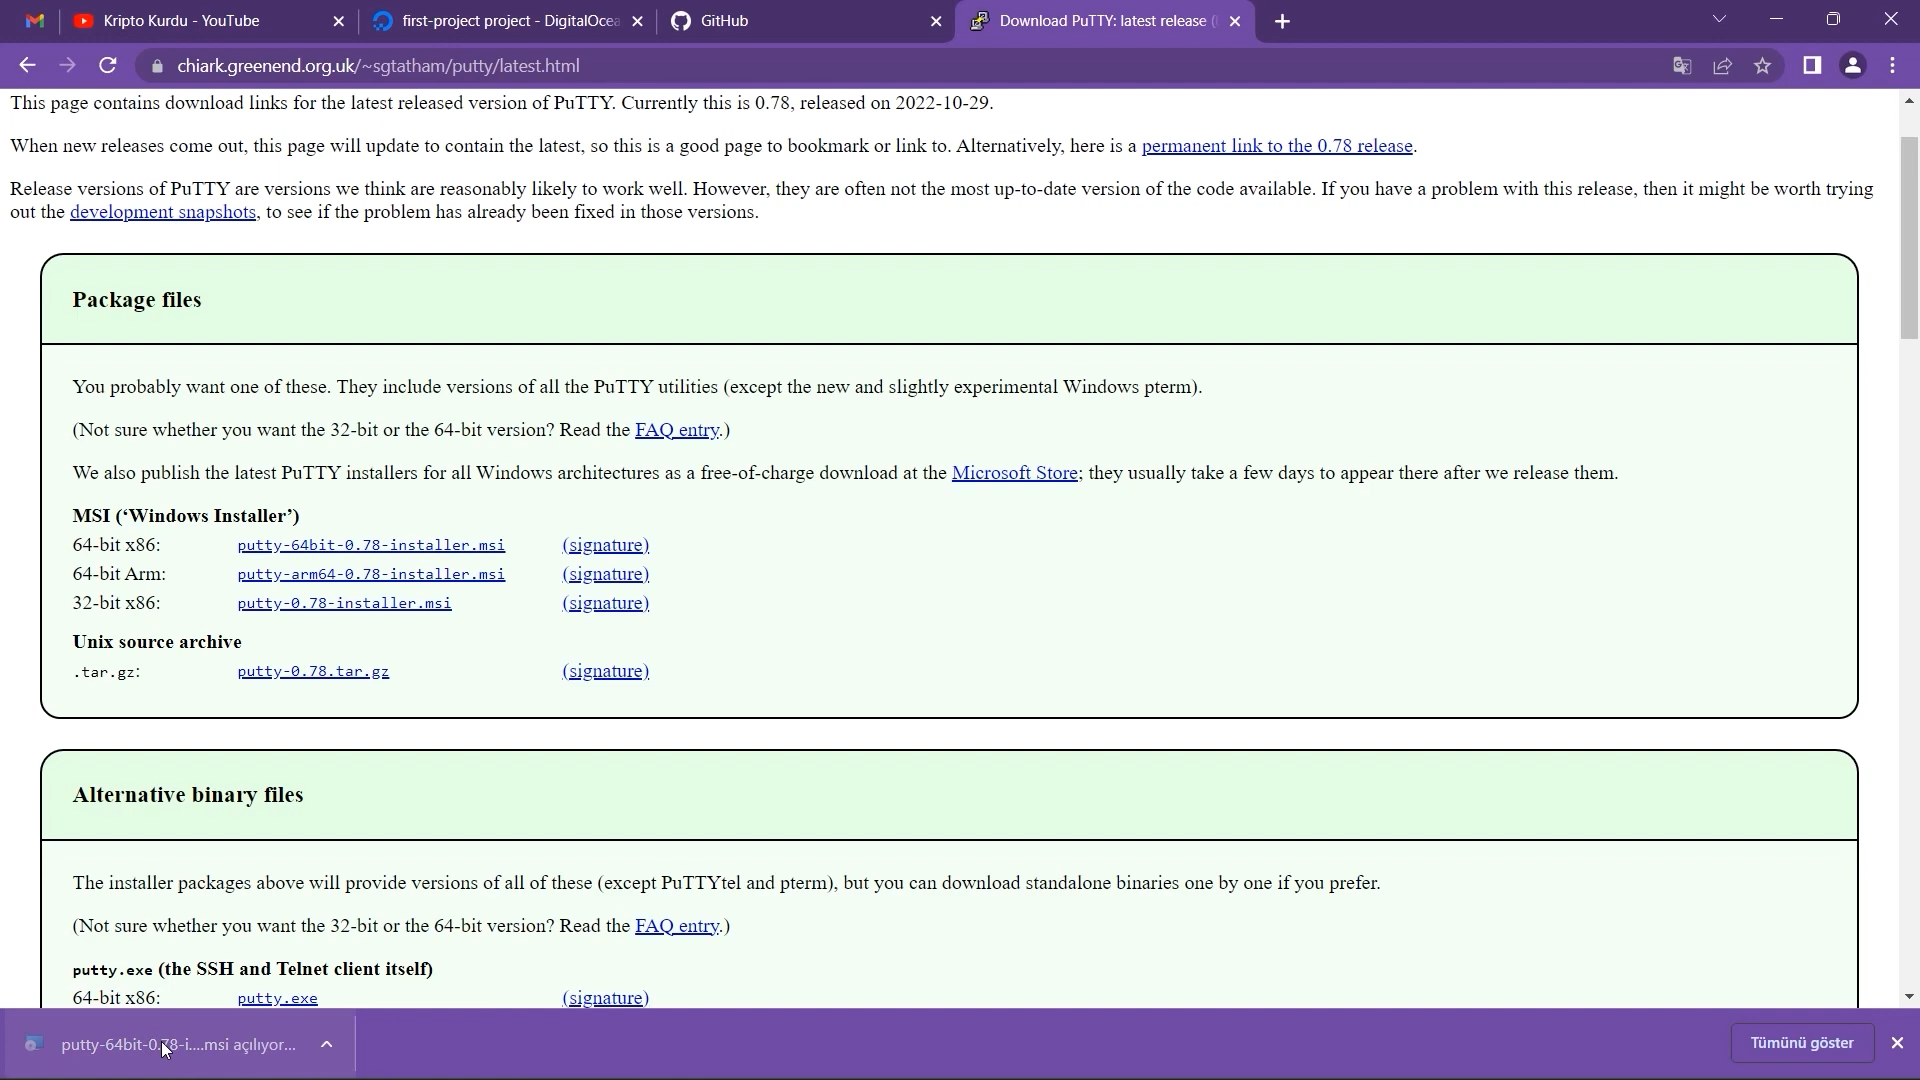 Kripto Kurdu - YouTube
first-project project - DigitalOcea
GitHub
Download PuTTY: latest release (
chiark.greenend.org.uk/~sgtatham/putty/latest.html
This page contains download links for the latest released version of PuTTY. Currently this is 0.78, released on 2022-10-29.
When new releases come out, this page will update to contain the latest, so this is a good page to bookmark or link to. Alternatively, here is a permanent link to the 0.78 release.
Release versions of PuTTY are versions we think are reasonably likely to work well. However, they are often not the most up-to-date version of the code available. If you have a problem with this release, then it might be worth trying
out the development snapshots, to see if the problem has already been fixed in those versions.
Package files
You probably want one of these. They include versions of all the PuTTY utilities (except the new and slightly experimental Windows pterm).
(Not sure whether you want the 32-bit or the 64-bit version? Read the FAQ entry.)
We also publish the latest PuTTY installers for all Windows architectures as a free-of-charge download at the Microsoft Store; they usually take a few days to appear there after we release them.
MSI (‘Windows Installer’)
64-bit x86: putty-64bit-0.78-installer.msi (signature)
64-bit Arm: putty-arm64-0.78-installer.msi (signature)
32-bit x86: putty-0.78-installer.msi (signature)
Unix source archive
.tar.gz: putty-0.78.tar.gz (signature)
Alternative binary files
The installer packages above will provide versions of all of these (except PuTTYtel and pterm), but you can download standalone binaries one by one if you prefer.
(Not sure whether you want the 32-bit or the 64-bit version? Read the FAQ entry.)
putty.exe (the SSH and Telnet client itself)
64-bit x86: putty.exe (signature)
putty-64bit-0.78-i....msi açılıyor...
Tümünü göster